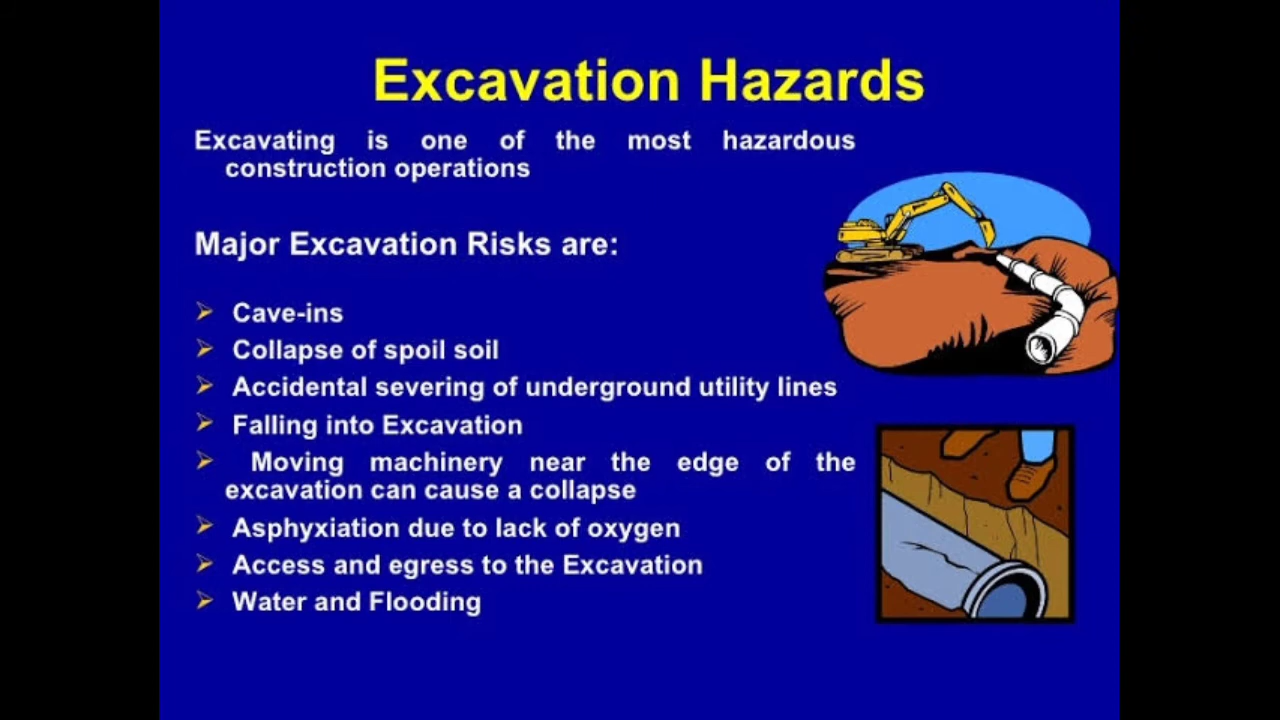 Excavation Hazards
Excavating is one of the most hazardous
construction operations
Major Excavation Risks are:
Cave-ins
Collapse of spoil soil
Accidental severing of underground utility lines
Falling into Excavation
Moving machinery near the edge of the
excavation can cause a collapse
Asphyxiation due to lack of oxygen
Access and egress to the Excavation
Water and Flooding